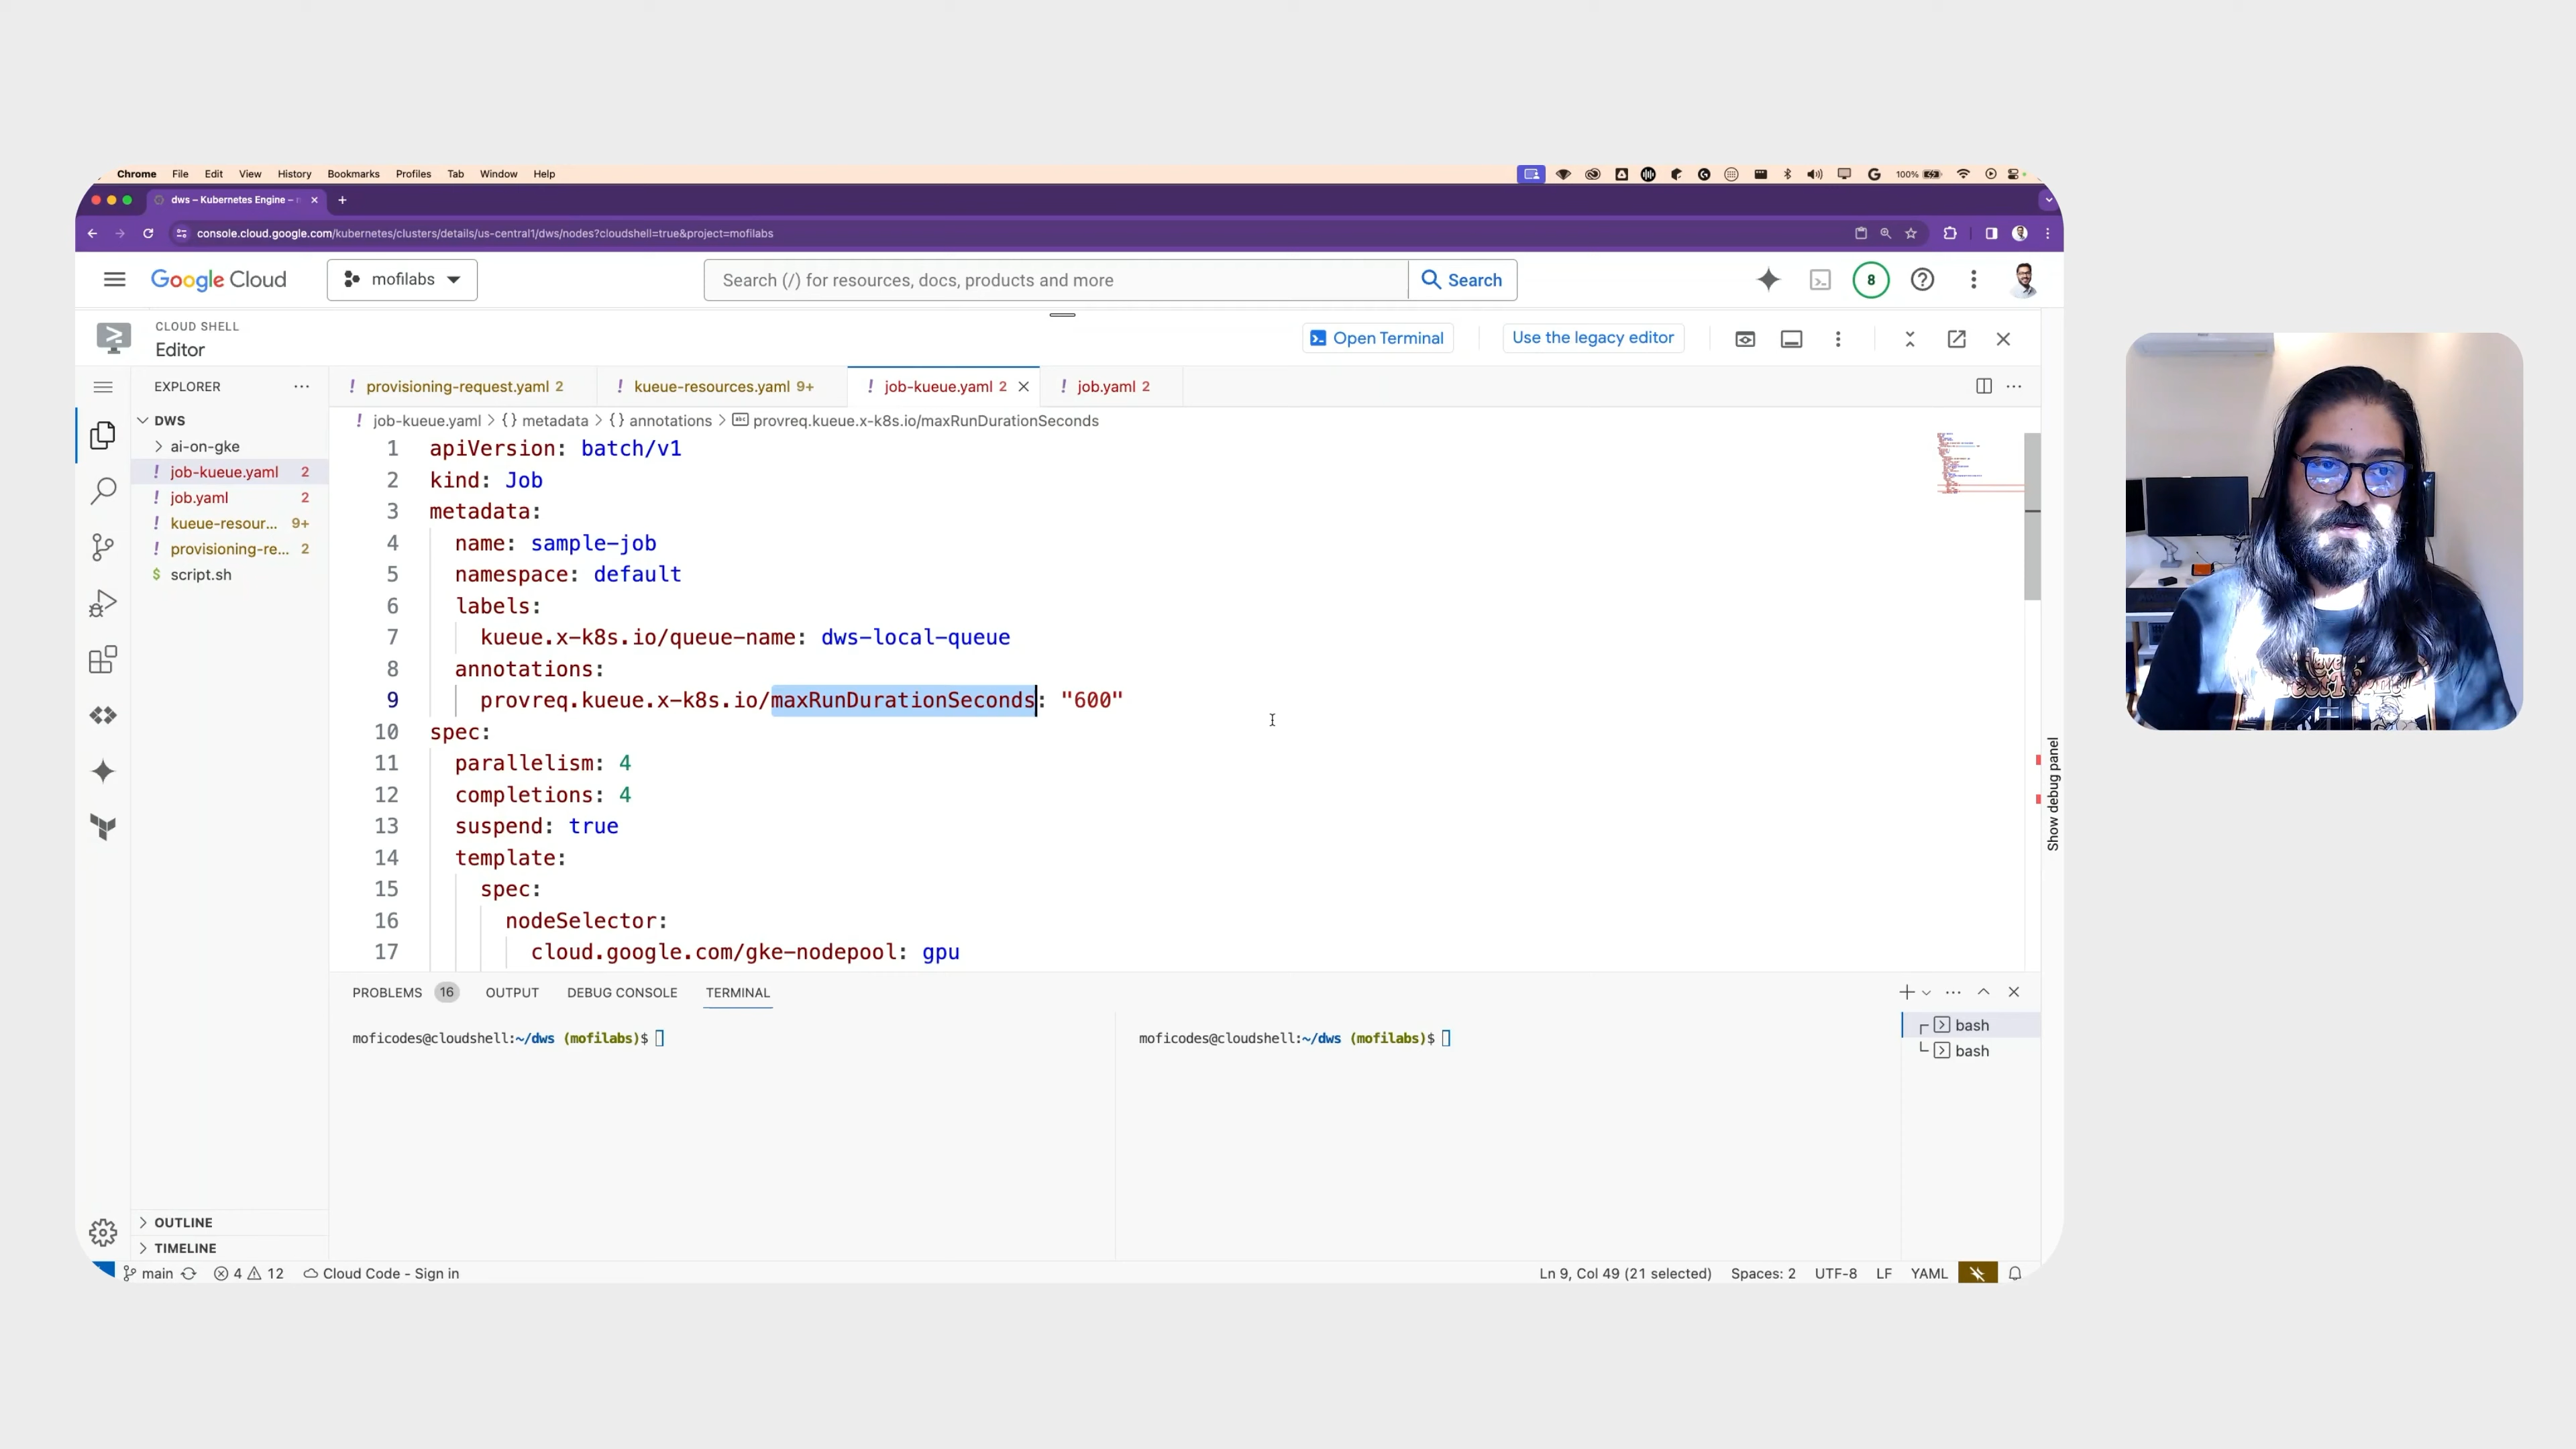 Chrome File Edit View History Bookmarks Profiles Tab Window Help 100%
dws – Kubernetes Engine –
console.cloud.google.com/kubernetes/clusters/details/us-central1/dws/nodes?cloudshell=true&project=mofilabs
Google Cloud mofilabs Search (/) for resources, docs, products and more Search 8
CLOUD SHELL
Editor
Open Terminal Use the legacy editor
EXPLORER
DWS
ai-on-gke
job-kueue.yaml 2
job.yaml 2
kueue-resour... 9+
provisioning-re... 2
script.sh
OUTLINE
TIMELINE
provisioning-request.yaml 2 kueue-resources.yaml 9+ job-kueue.yaml 2 job.yaml 2
job-kueue.yaml > {} metadata > {} annotations > provreq.kueue.x-k8s.io/maxRunDurationSeconds
1 apiVersion: batch/v1
2 kind: Job
3 metadata:
4 name: sample-job
5 namespace: default
6 labels:
7 kueue.x-k8s.io/queue-name: dws-local-queue
8 annotations:
9 provreq.kueue.x-k8s.io/maxRunDurationSeconds: "600"
10 spec:
11 parallelism: 4
12 completions: 4
13 suspend: true
14 template:
15 spec:
16 nodeSelector:
17 cloud.google.com/gke-nodepool: gpu
Show debug panel
PROBLEMS 16 OUTPUT DEBUG CONSOLE TERMINAL
moficodes@cloudshell:~/dws (mofilabs)$
moficodes@cloudshell:~/dws (mofilabs)$
bash
bash
main 4 12 Cloud Code - Sign in Ln 9, Col 49 (21 selected) Spaces: 2 UTF-8 LF YAML